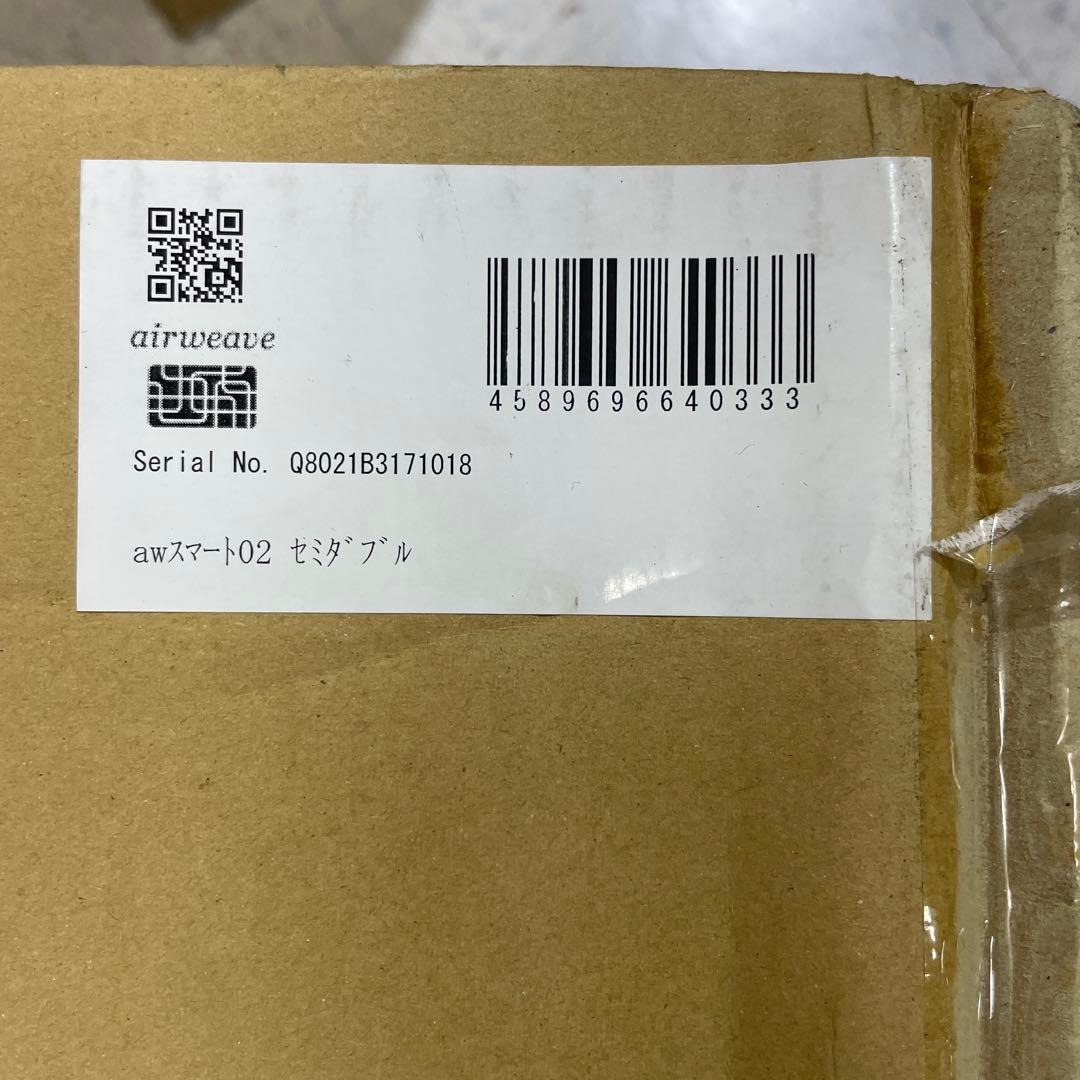 airweave
4589696640333
Serial No. Q8021B3171018
awｽﾏｰﾄ02 ｾﾐﾀﾞﾌﾞﾙ